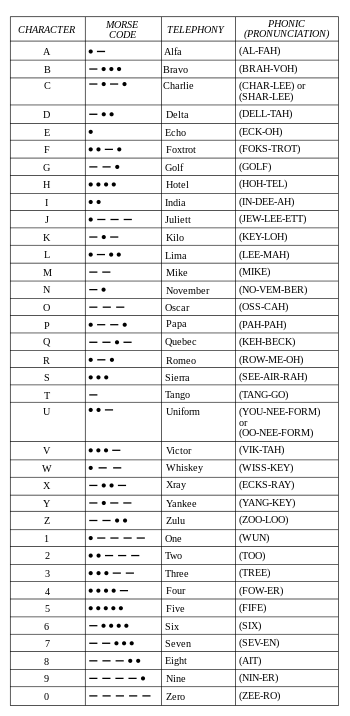 CHARACTER MORSE CODE TELEPHONY PHONIC (PRONUNCIATION)
A ● — Alfa (AL-FAH)
B — ● ● ● Bravo (BRAH-VOH)
C — ● — ● Charlie (CHAR-LEE) or
(SHAR-LEE)
D — ● ● Delta (DELL-TAH)
E ● Echo (ECK-OH)
F ● ● — ● Foxtrot (FOKS-TROT)
G — — ● Golf (GOLF)
H ● ● ● ● Hotel (HOH-TEL)
I ● ● India (IN-DEE-AH)
J ● — — — Juliett (JEW-LEE-ETT)
K — ● — Kilo (KEY-LOH)
L ● — ● ● Lima (LEE-MAH)
M — — Mike (MIKE)
N — ● November (NO-VEM-BER)
O — — — Oscar (OSS-CAH)
P ● — — ● Papa (PAH-PAH)
Q — — ● — Quebec (KEH-BECK)
R ● — ● Romeo (ROW-ME-OH)
S ● ● ● Sierra (SEE-AIR-RAH)
T — Tango (TANG-GO)
U ● ● — Uniform (YOU-NEE-FORM)
or
(OO-NEE-FORM)
V ● ● ● — Victor (VIK-TAH)
W ● — — Whiskey (WISS-KEY)
X — ● ● — Xray (ECKS-RAY)
Y — ● — — Yankee (YANG-KEY)
Z — — ● ● Zulu (ZOO-LOO)
1 ● — — — — One (WUN)
2 ● ● — — — Two (TOO)
3 ● ● ● — — Three (TREE)
4 ● ● ● ● — Four (FOW-ER)
5 ● ● ● ● ● Five (FIFE)
6 — ● ● ● ● Six (SIX)
7 — — ● ● ● Seven (SEV-EN)
8 — — — ● ● Eight (AIT)
9 — — — — ● Nine (NIN-ER)
0 — — — — — Zero (ZEE-RO)